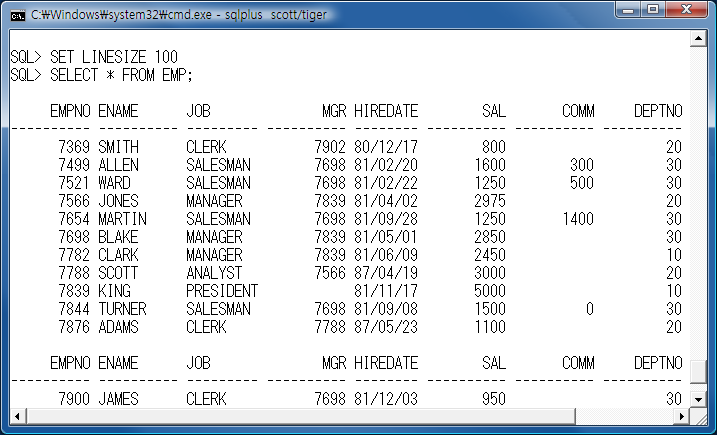 C:₩Windows₩system32₩cmd.exe - sqlplus  scott/tiger
SQL> SET LINESIZE 100
SQL> SELECT * FROM EMP;
     EMPNO ENAME      JOB              MGR HIREDATE        SAL       COMM     DEPTNO
---------- ---------- --------- ---------- -------- ---------- ---------- ----------
      7369 SMITH      CLERK           7902 80/12/17        800                    20
      7499 ALLEN      SALESMAN        7698 81/02/20       1600        300         30
      7521 WARD       SALESMAN        7698 81/02/22       1250        500         30
      7566 JONES      MANAGER         7839 81/04/02       2975                    20
      7654 MARTIN     SALESMAN        7698 81/09/28       1250       1400         30
      7698 BLAKE      MANAGER         7839 81/05/01       2850                    30
      7782 CLARK      MANAGER         7839 81/06/09       2450                    10
      7788 SCOTT      ANALYST         7566 87/04/19       3000                    20
      7839 KING       PRESIDENT            81/11/17       5000                    10
      7844 TURNER     SALESMAN        7698 81/09/08       1500          0         30
      7876 ADAMS      CLERK           7788 87/05/23       1100                    20
     EMPNO ENAME      JOB              MGR HIREDATE        SAL       COMM     DEPTNO
---------- ---------- --------- ---------- -------- ---------- ---------- ----------
      7900 JAMES      CLERK           7698 81/12/03        950                    30